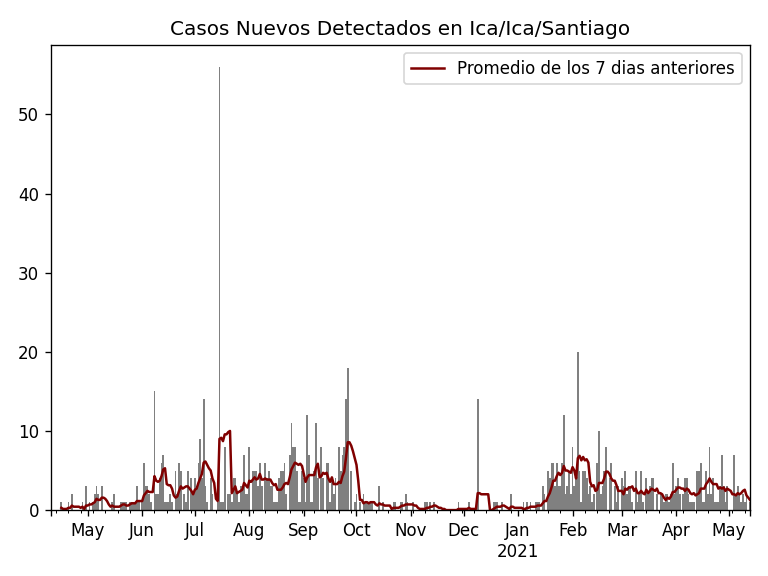 Casos Nuevos Detectados en Ica/Ica/Santiago
Promedio de los 7 dias anteriores
50
40
30
20
10
0
May Jun Jul Aug Sep Oct Nov Dec Jan Feb Mar Apr May
2021